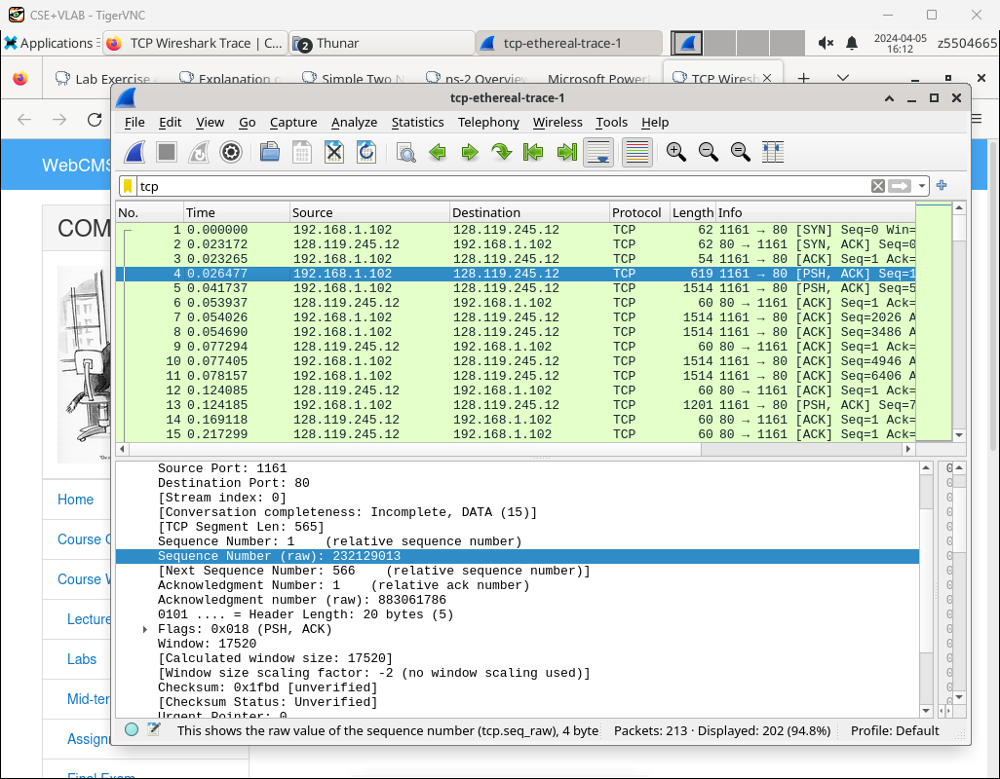 CSE+VLAB - TigerVNC
Applications
TCP Wireshark Trace | C...
2 Thunar
tcp-ethereal-trace-1
2024-04-05
16:12
z5504665
Lab Exercise
Explanation
Simple Two N
ns-2 Overview
Microsoft Power
TCP Wiresh
WebCMS
COM
tcp-ethereal-trace-1
File Edit View Go Capture Analyze Statistics Telephony Wireless Tools Help
tcp
No. Time Source Destination Protocol Length Info
1 0.000000 192.168.1.102 128.119.245.12 TCP 62 1161 → 80 [SYN] Seq=0 Win=
2 0.023172 128.119.245.12 192.168.1.102 TCP 62 80 → 1161 [SYN, ACK] Seq=0
3 0.023265 192.168.1.102 128.119.245.12 TCP 54 1161 → 80 [ACK] Seq=1 Ack=
4 0.026477 192.168.1.102 128.119.245.12 TCP 619 1161 → 80 [PSH, ACK] Seq=1
5 0.041737 192.168.1.102 128.119.245.12 TCP 1514 1161 → 80 [PSH, ACK] Seq=5
6 0.053937 128.119.245.12 192.168.1.102 TCP 60 80 → 1161 [ACK] Seq=1 Ack=
7 0.054026 192.168.1.102 128.119.245.12 TCP 1514 1161 → 80 [ACK] Seq=2026 A
8 0.054690 192.168.1.102 128.119.245.12 TCP 1514 1161 → 80 [ACK] Seq=3486 A
9 0.077294 128.119.245.12 192.168.1.102 TCP 60 80 → 1161 [ACK] Seq=1 Ack=
10 0.077405 192.168.1.102 128.119.245.12 TCP 1514 1161 → 80 [ACK] Seq=4946 A
11 0.078157 192.168.1.102 128.119.245.12 TCP 1514 1161 → 80 [ACK] Seq=6406 A
12 0.124085 128.119.245.12 192.168.1.102 TCP 60 80 → 1161 [ACK] Seq=1 Ack=
13 0.124185 192.168.1.102 128.119.245.12 TCP 1201 1161 → 80 [PSH, ACK] Seq=7
14 0.169118 128.119.245.12 192.168.1.102 TCP 60 80 → 1161 [ACK] Seq=1 Ack=
15 0.217299 128.119.245.12 192.168.1.102 TCP 60 80 → 1161 [ACK] Seq=1 Ack=
Source Port: 1161
Destination Port: 80
[Stream index: 0]
[Conversation completeness: Incomplete, DATA (15)]
[TCP Segment Len: 565]
Sequence Number: 1 (relative sequence number)
Sequence Number (raw): 232129013
[Next Sequence Number: 566 (relative sequence number)]
Acknowledgment Number: 1 (relative ack number)
Acknowledgment number (raw): 883061786
0101 .... = Header Length: 20 bytes (5)
Flags: 0x018 (PSH, ACK)
Window: 17520
[Calculated window size: 17520]
[Window size scaling factor: -2 (no window scaling used)]
Checksum: 0x1fbd [unverified]
[Checksum Status: Unverified]
Urgent Pointer: 0
This shows the raw value of the sequence number (tcp.seq_raw), 4 byte
Packets: 213 · Displayed: 202 (94.8%)
Profile: Default
Home
Course
Course
Lecture
Labs
Mid-ter
Assignm
Final Exam